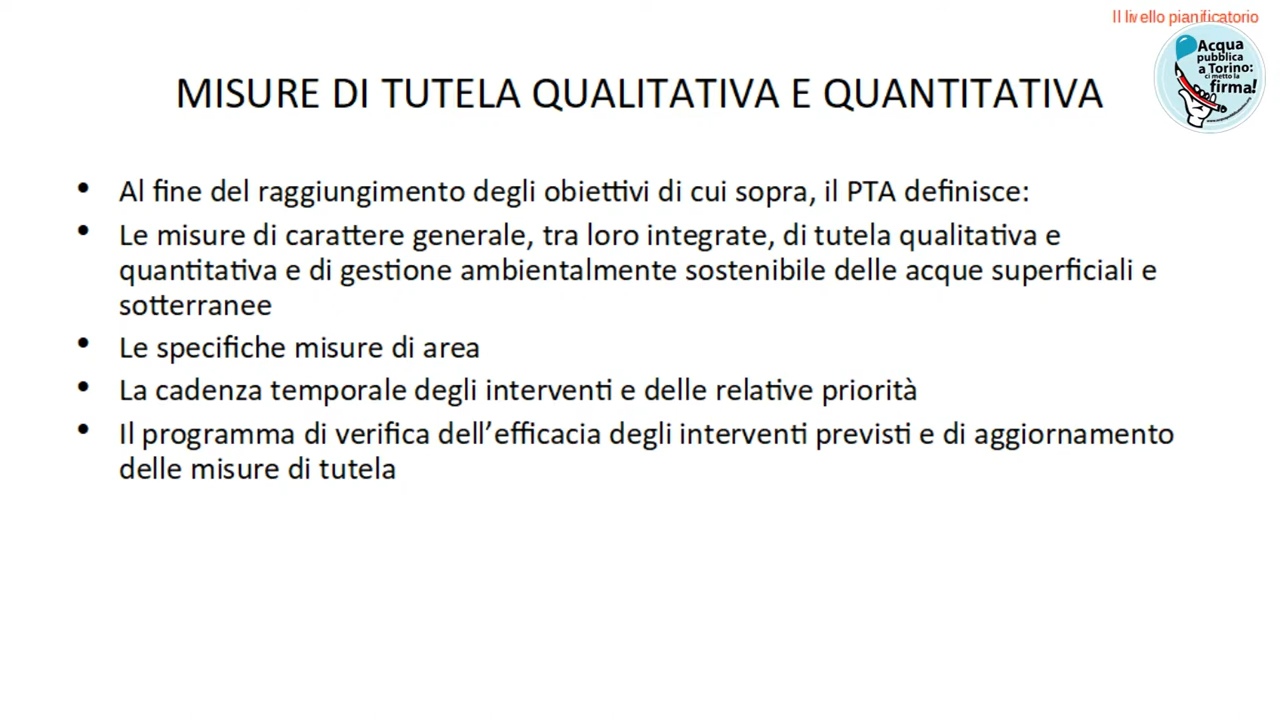 Il livello pianificatorio
Acqua
pubblica
a Torino:
ci metto la
firma!
MISURE DI TUTELA QUALITATIVA E QUANTITATIVA
• Al fine del raggiungimento degli obiettivi di cui sopra, il PTA definisce:
• Le misure di carattere generale, tra loro integrate, di tutela qualitativa e
quantitativa e di gestione ambientalmente sostenibile delle acque superficiali e
sotterranee
• Le specifiche misure di area
• La cadenza temporale degli interventi e delle relative priorità
• Il programma di verifica dell’efficacia degli interventi previsti e di aggiornamento
delle misure di tutela